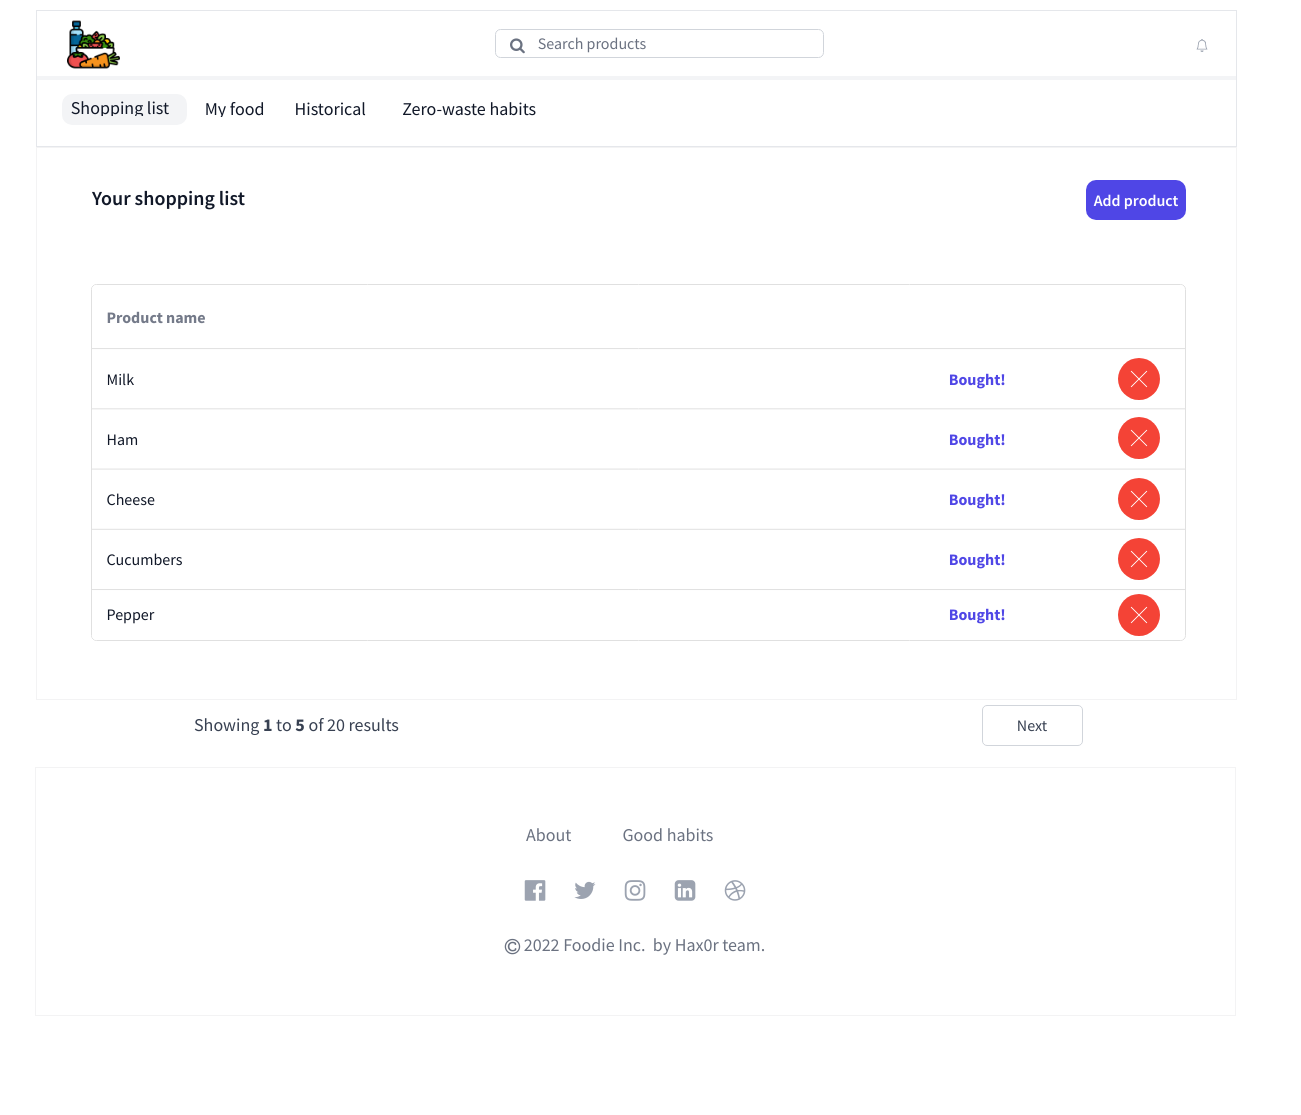 Search products
Shopping list My food Historical Zero-waste habits
Your shopping list Add product
Product name
Milk Bought!
Ham Bought!
Cheese Bought!
Cucumbers Bought!
Pepper Bought!
Showing 1 to 5 of 20 results Next
About Good habits
© 2022 Foodie Inc. by Hax0r team.